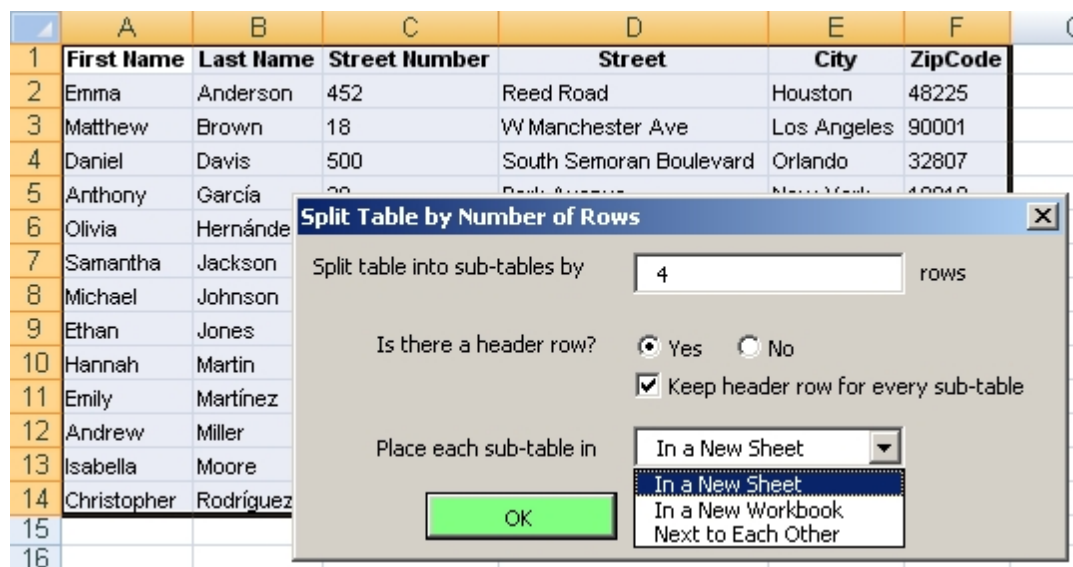 A B C D E F
1 First Name Last Name Street Number Street City ZipCode
2 Emma Anderson 452 Reed Road Houston 48225
3 Matthew Brown 18 W Manchester Ave Los Angeles 90001
4 Daniel Davis 500 South Semoran Boulevard Orlando 32807
5 Anthony García Park Avenue New York
6 Olivia Hernánde
7 Samantha Jackson
8 Michael Johnson
9 Ethan Jones
10 Hannah Martin
11 Emily Martínez
12 Andrew Miller
13 Isabella Moore
14 Christopher Rodríguez
15
16
Split Table by Number of Rows
Split table into sub-tables by 4 rows
Is there a header row? Yes No
Keep header row for every sub-table
Place each sub-table in In a New Sheet
In a New Sheet
In a New Workbook
Next to Each Other
OK